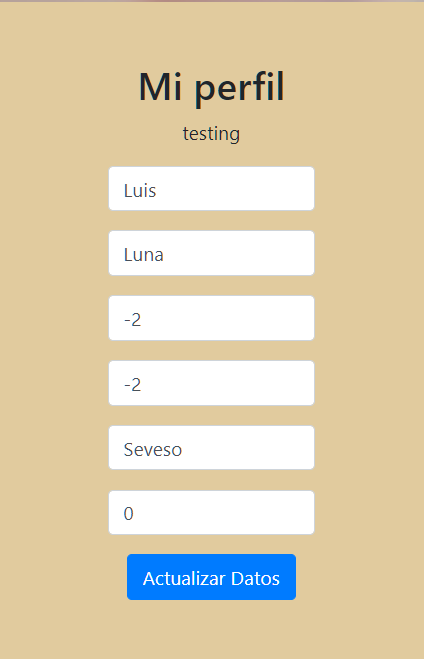 Mi perfil
testing
Luis
Luna
-2
-2
Seveso
0
Actualizar Datos